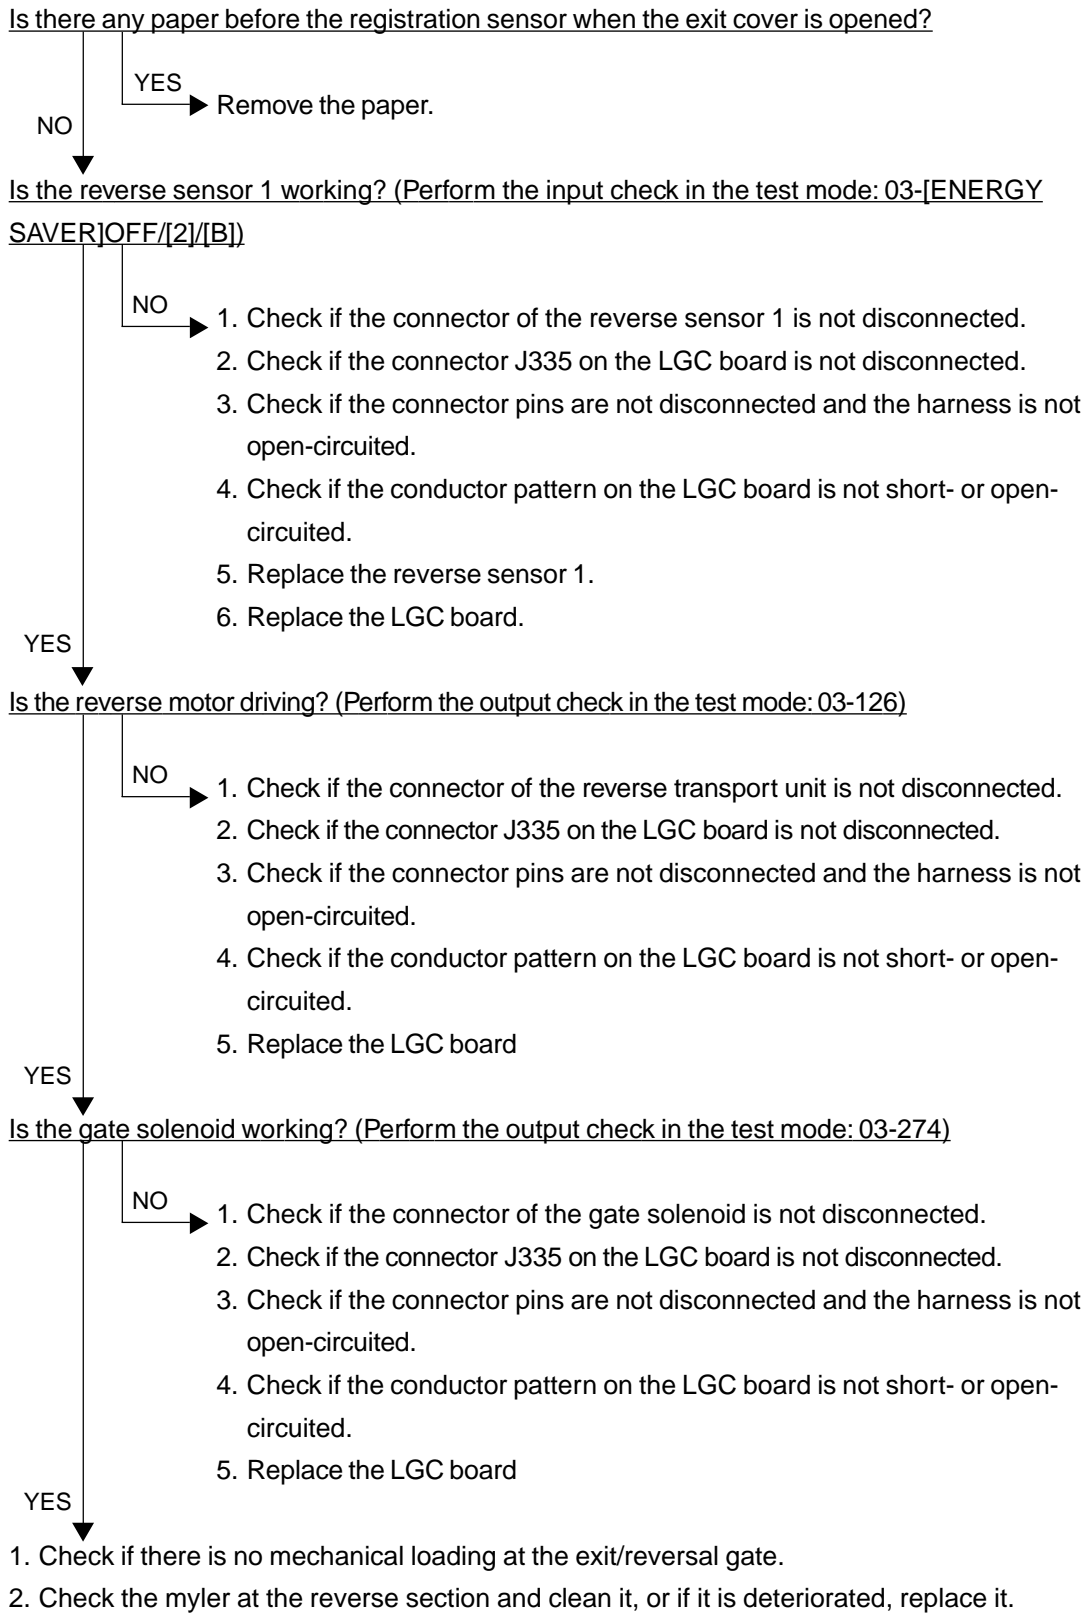 Is there any paper before the registration sensor when the exit cover is opened?
YES
Remove the paper.
NO
Is the reverse sensor 1 working? (Perform the input check in the test mode: 03-[ENERGY
SAVER]OFF/[2]/[B])
NO
1. Check if the connector of the reverse sensor 1 is not disconnected.
2. Check if the connector J335 on the LGC board is not disconnected.
3. Check if the connector pins are not disconnected and the harness is not
open-circuited.
4. Check if the conductor pattern on the LGC board is not short- or open-
circuited.
5. Replace the reverse sensor 1.
6. Replace the LGC board.
YES
Is the reverse motor driving? (Perform the output check in the test mode: 03-126)
NO
1. Check if the connector of the reverse transport unit is not disconnected.
2. Check if the connector J335 on the LGC board is not disconnected.
3. Check if the connector pins are not disconnected and the harness is not
open-circuited.
4. Check if the conductor pattern on the LGC board is not short- or open-
circuited.
5. Replace the LGC board
YES
Is the gate solenoid working? (Perform the output check in the test mode: 03-274)
NO
1. Check if the connector of the gate solenoid is not disconnected.
2. Check if the connector J335 on the LGC board is not disconnected.
3. Check if the connector pins are not disconnected and the harness is not
open-circuited.
4. Check if the conductor pattern on the LGC board is not short- or open-
circuited.
5. Replace the LGC board
YES
1. Check if there is no mechanical loading at the exit/reversal gate.
2. Check the myler at the reverse section and clean it, or if it is deteriorated, replace it.